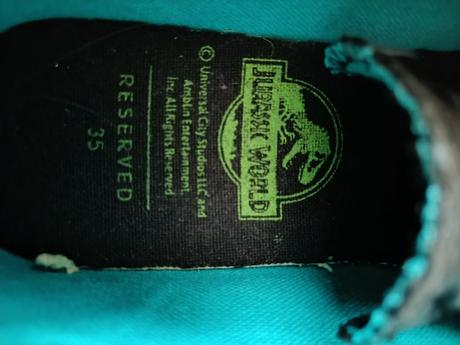 JURASSIC WORLD
© Universal City Studios LLC and
Amblin Entertainment,
Inc. All Rights Reserved.
RESERVED
35